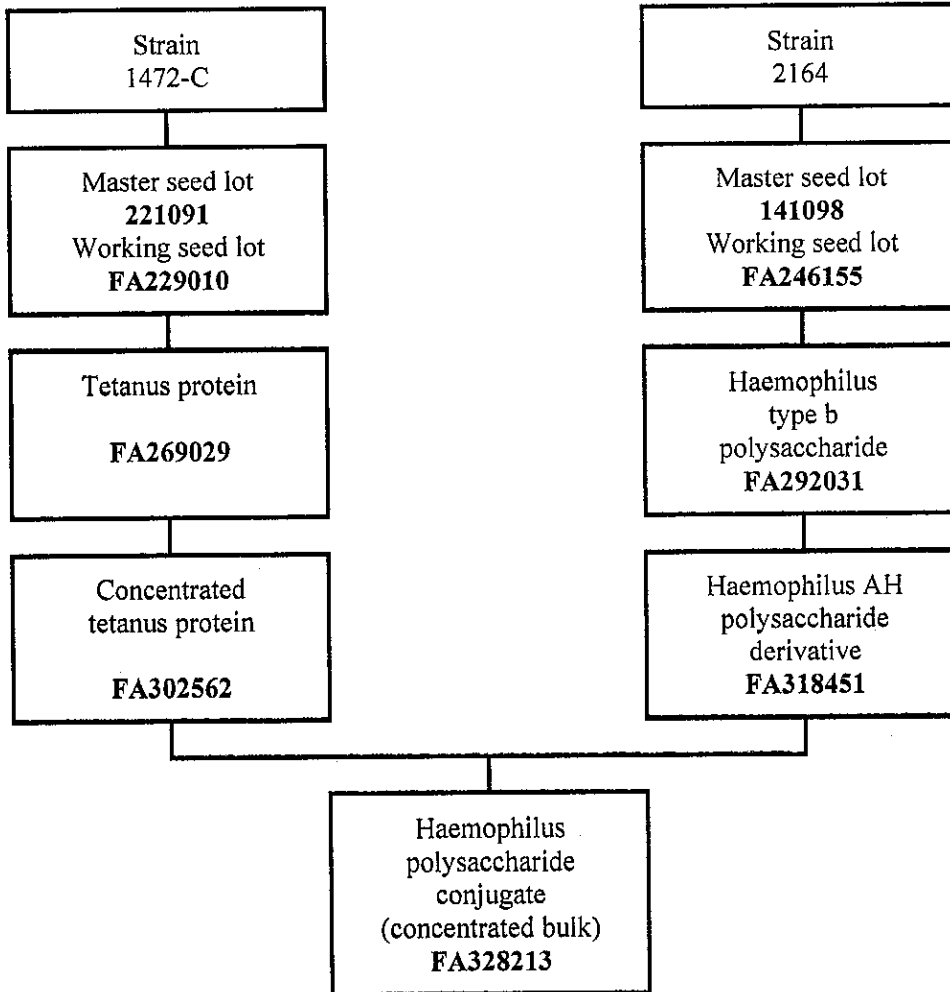 Strain
1472-C
Master seed lot
221091
Working seed lot
FA229010
Tetanus protein
FA269029
Concentrated
tetanus protein
FA302562
Strain
2164
Master seed lot
141098
Working seed lot
FA246155
Haemophilus
type b
polysaccharide
FA292031
Haemophilus AH
polysaccharide
derivative
FA318451
Haemophilus
polysaccharide
conjugate
(concentrated bulk)
FA328213